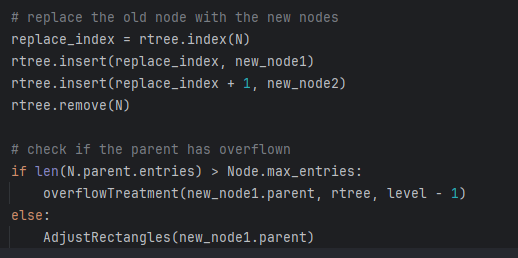 # replace the old node with the new nodes
replace_index = rtree.index(N)
rtree.insert(replace_index, new_node1)
rtree.insert(replace_index + 1, new_node2)
rtree.remove(N)

# check if the parent has overflown
if len(N.parent.entries) > Node.max_entries:
    overflowTreatment(new_node1.parent, rtree, level - 1)
else:
    AdjustRectangles(new_node1.parent)